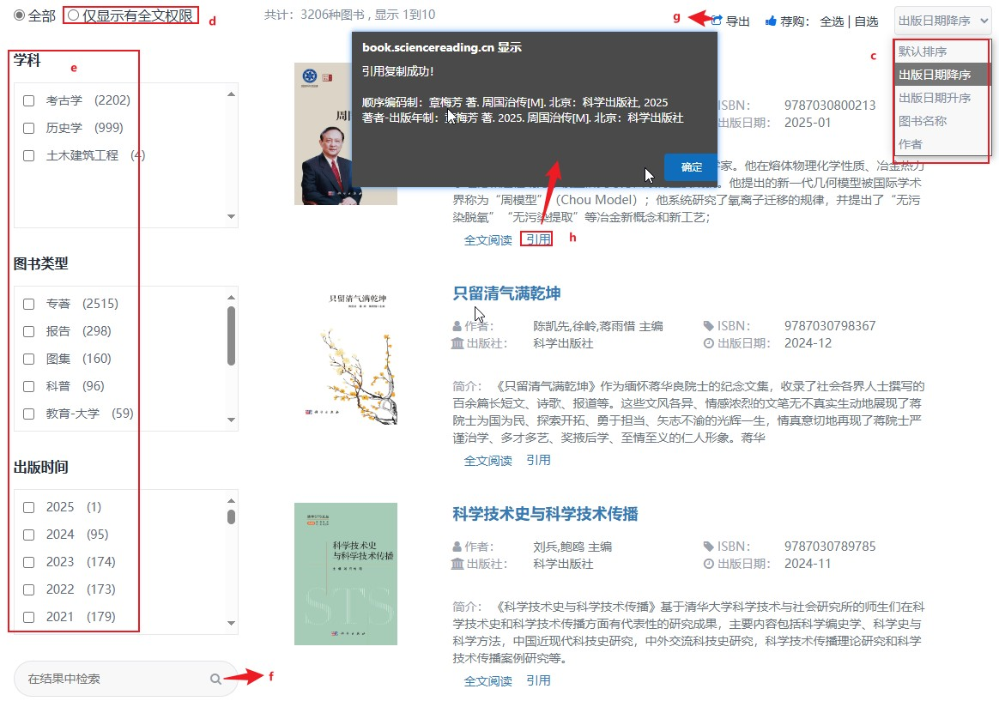 全部 仅显示有全文权限 d
共计：3206种图书 , 显示 1到10
g 导出 荐购： 全选 | 自选
出版日期降序
c
默认排序
出版日期降序
出版日期升序
图书名称
作者
book.sciencereading.cn 显示
引用复制成功!
顺序编码制：章梅芳 著. 周国治传[M]. 北京：科学出版社, 2025
著者-出版年制：章梅芳 著. 2025. 周国治传[M]. 北京：科学出版社
确定
学科
e
考古学 (2202)
历史学 (999)
土木建筑工程 (4)
图书类型
专著 (2515)
报告 (298)
图集 (160)
科普 (96)
教育-大学 (59)
出版时间
2025 (1)
2024 (95)
2023 (174)
2022 (173)
2021 (179)
在结果中检索
f
ISBN： 9787030800213
出版日期： 2025-01
家。他在熔体物理化学性质、冶金热力
他提出的新一代几何模型被国际学术
界称为“周模型”（Chou Model）；他系统研究了氧离子迁移的规律，并提出了“无污
染脱氧”“无污染提取”等冶金新概念和新工艺；
全文阅读 引用 h
只留清气满乾坤
只留清气满乾坤
作者： 陈凯先,徐岭,蒋雨惜 主编
ISBN： 9787030798367
出版社： 科学出版社
出版日期： 2024-12
简介： 《只留清气满乾坤》作为缅怀蒋华良院士的纪念文集，收录了社会各界人士撰写的
百余篇长短文、诗歌、报道等。这些文风各异、情感浓烈的文笔无不真实生动地展现了蒋
院士为国为民、探索开拓、勇于担当、矢志不渝的光辉一生，情真意切地再现了蒋院士严
谨治学、多才多艺、奖掖后学、至情至义的仁人形象。蒋华
全文阅读 引用
科学技术史
与科学技术传播
STS
科学技术史与科学技术传播
作者： 刘兵,鲍鸥 主编
ISBN： 9787030789785
出版社： 科学出版社
出版日期： 2024-11
简介： 《科学技术史与科学技术传播》基于清华大学科学技术与社会研究所的师生们在科
学技术史和科学技术传播方面有代表性的研究成果，主要内容包括科学编史学、科学史与
科学方法，中国近现代科技史研究，中外交流科技史研究，科学技术传播理论研究和科学
技术传播案例研究等。
全文阅读 引用